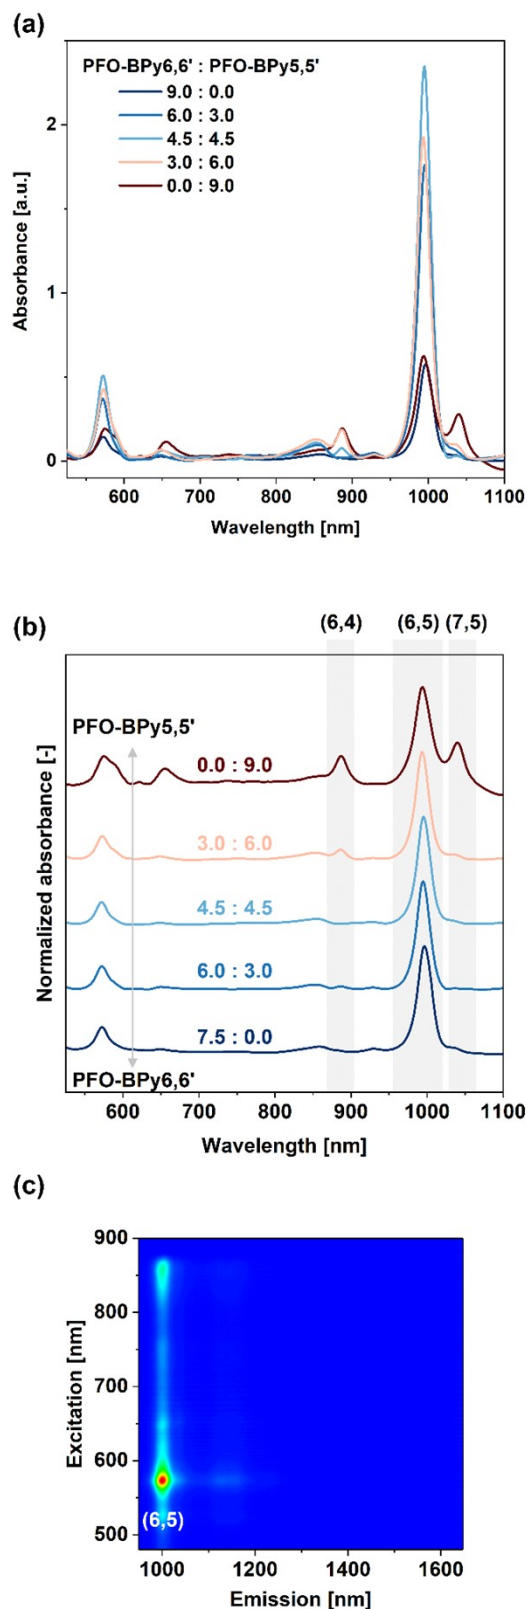 (a)
PFO-BPy6,6' : PFO-BPy5,5'
9.0 : 0.0
6.0 : 3.0
4.5 : 4.5
3.0 : 6.0
0.0 : 9.0
2
1
0
Absorbance [a.u.]
600 700 800 900 1000 1100
Wavelength [nm]
(b)
(6,4) (6,5) (7,5)
PFO-BPy5,5'
0.0 : 9.0
3.0 : 6.0
4.5 : 4.5
6.0 : 3.0
7.5 : 0.0
PFO-BPy6,6'
Normalized absorbance [-]
600 700 800 900 1000 1100
Wavelength [nm]
(c)
900
800
700
600
500
Excitation [nm]
(6,5)
1000 1200 1400 1600
Emission [nm]